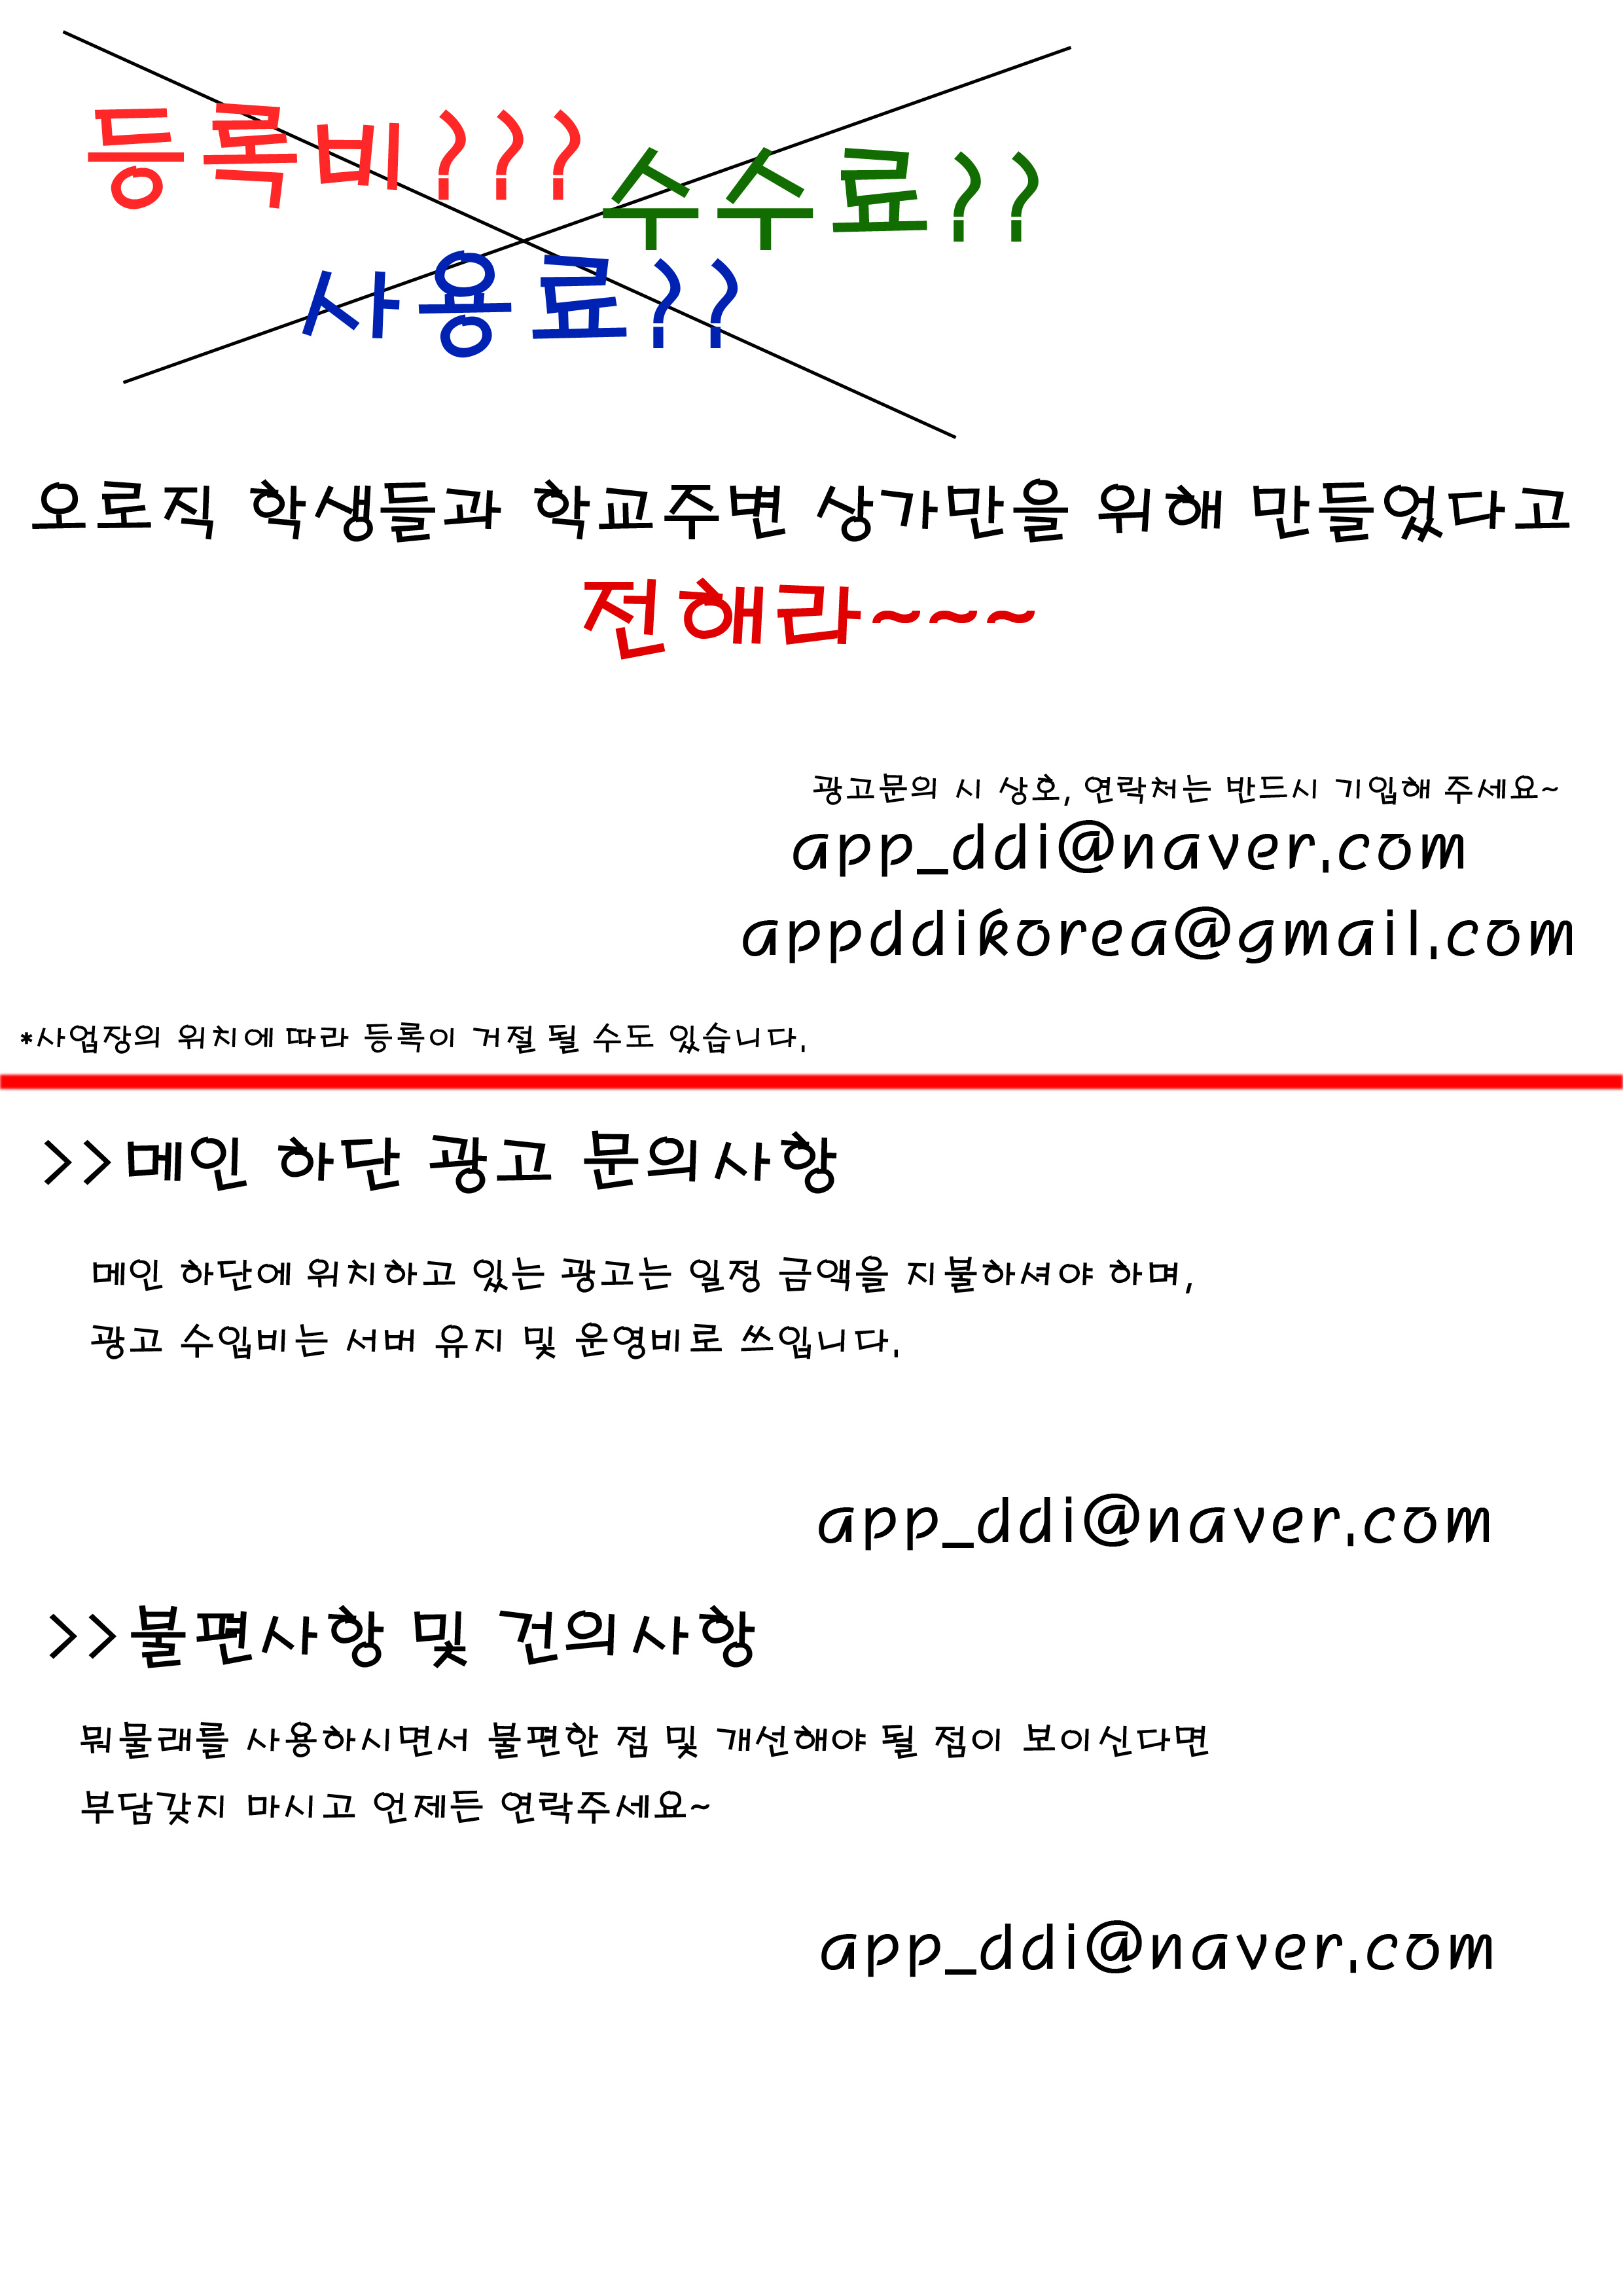 등록비???
수수료??
사용료??
오로직 학생들과 학교주변 상가만을 위해 만들었다고
전해라~~~
광고문의 시 상호, 연락처는 반드시 기입해 주세요~
app_ddi@naver.com
appddikorea@gmail.com
*사업장의 위치에 따라 등록이 거절 될 수도 있습니다.
>>메인 하단 광고 문의사항
메인 하단에 위치하고 있는 광고는 일정 금액을 지불하셔야 하며,
광고 수입비는 서버 유지 및 운영비로 쓰입니다.
app_ddi@naver.com
>>불편사항 및 건의사항
뭐물래를 사용하시면서 불편한 점 및 개선해야 될 점이 보이신다면
부담갖지 마시고 언제든 연락주세요~
app_ddi@naver.com